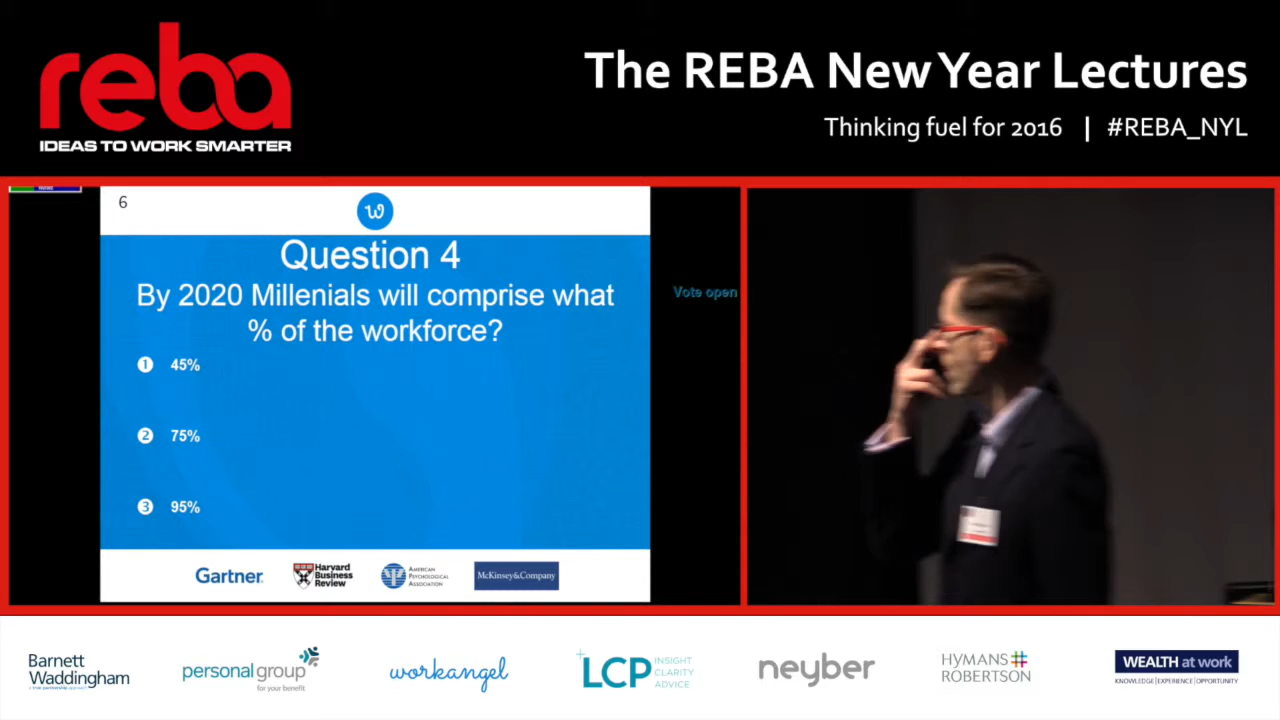 reba
IDEAS TO WORK SMARTER
The REBA New Year Lectures
Thinking fuel for 2016 | #REBA_NYL
6
Question 4
By 2020 Millenials will comprise what
% of the workforce?
1 45%
2 75%
3 95%
Vote open
Gartner
Harvard
Business
Review
AMERICAN
PSYCHOLOGICAL
ASSOCIATION
McKinsey&Company
Barnett
Waddingham
personal group
for your benefit
workangel
LCP
INSIGHT
CLARITY
ADVICE
neyber
HYMANS
ROBERTSON
WEALTH at work
KNOWLEDGE|EXPERIENCE|OPPORTUNITY